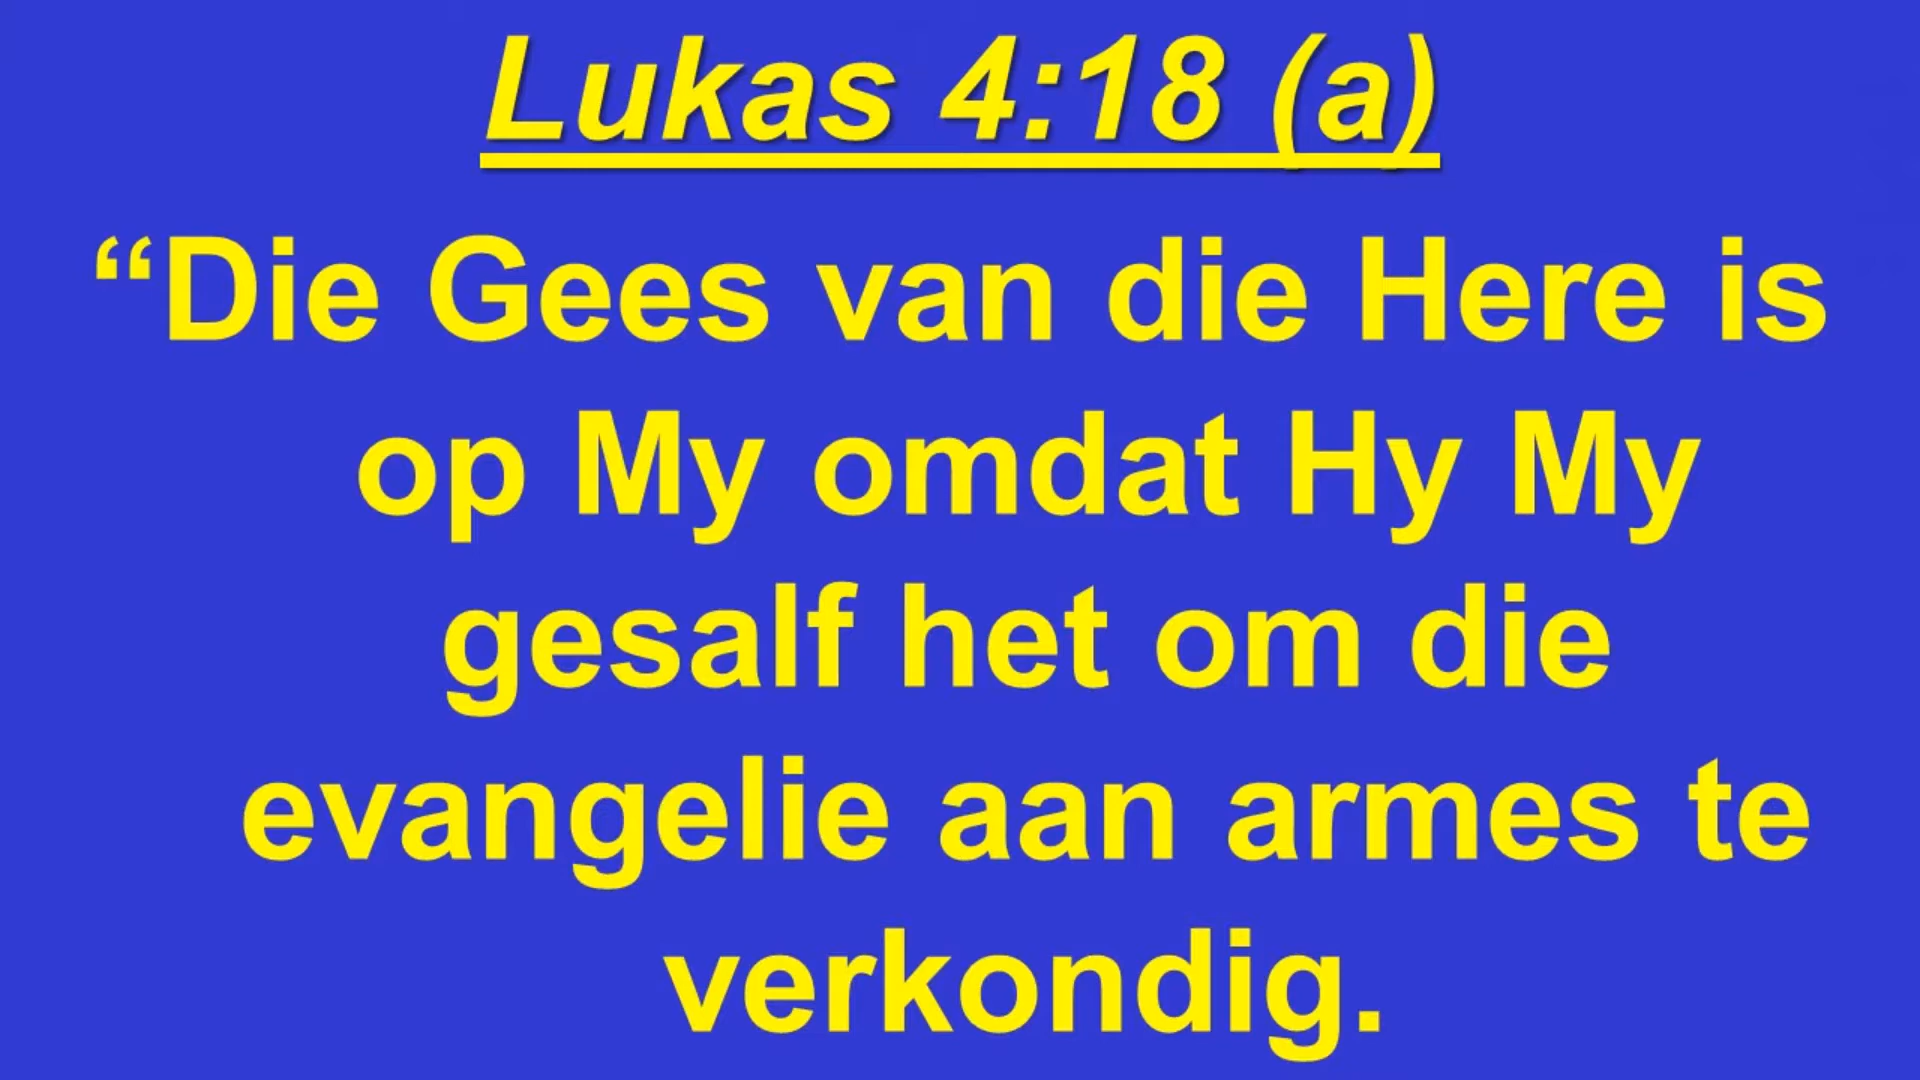 Lukas 4:18 (a)
“Die Gees van die Here is
op My omdat Hy My
gesalf het om die
evangelie aan armes te
verkondig.